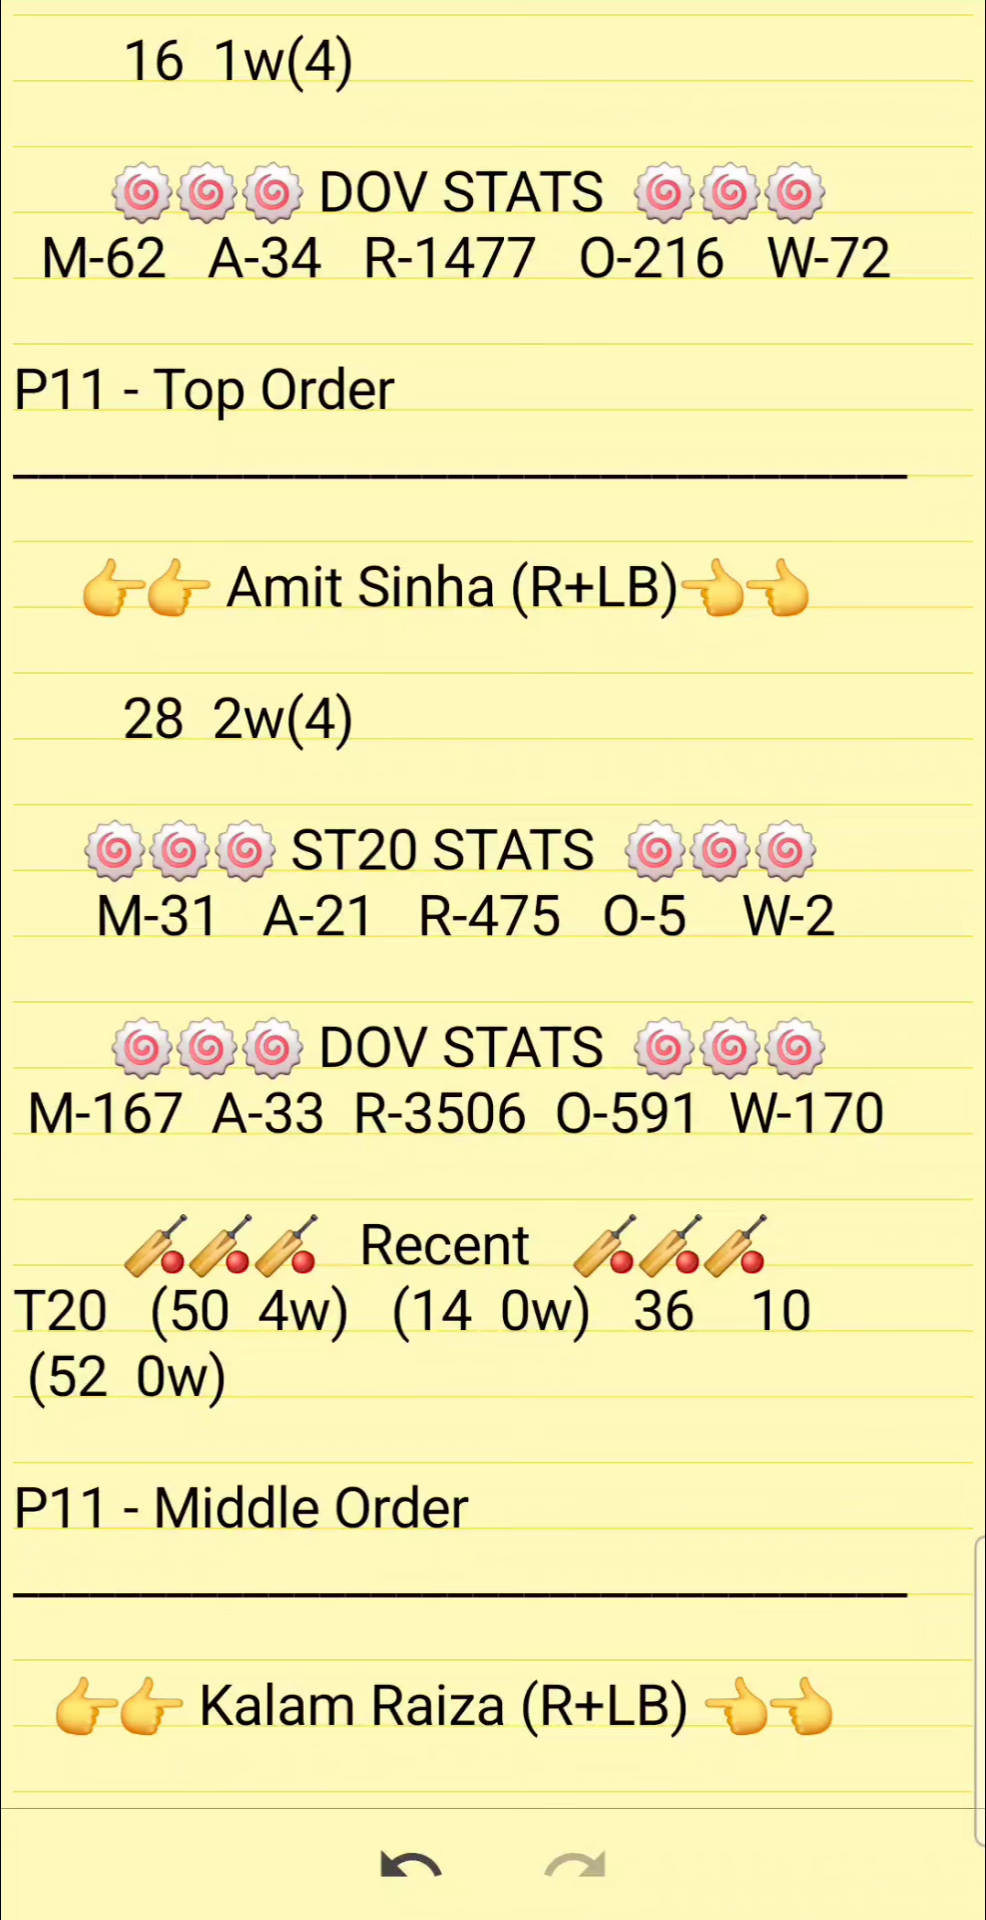 16 1w(4)
🍥🍥🍥 DOV STATS 🍥🍥🍥
M-62 A-34 R-1477 O-216 W-72
P11 - Top Order
___________________________________
👉👉 Amit Sinha (R+LB)👈👈
28 2w(4)
🍥🍥🍥 ST20 STATS 🍥🍥🍥
M-31 A-21 R-475 O-5 W-2
🍥🍥🍥 DOV STATS 🍥🍥🍥
M-167 A-33 R-3506 O-591 W-170
🏏🏏🏏 Recent 🏏🏏🏏
T20 (50 4w) (14 0w) 36 10
(52 0w)
P11 - Middle Order
___________________________________
👉👉 Kalam Raiza (R+LB) 👈👈